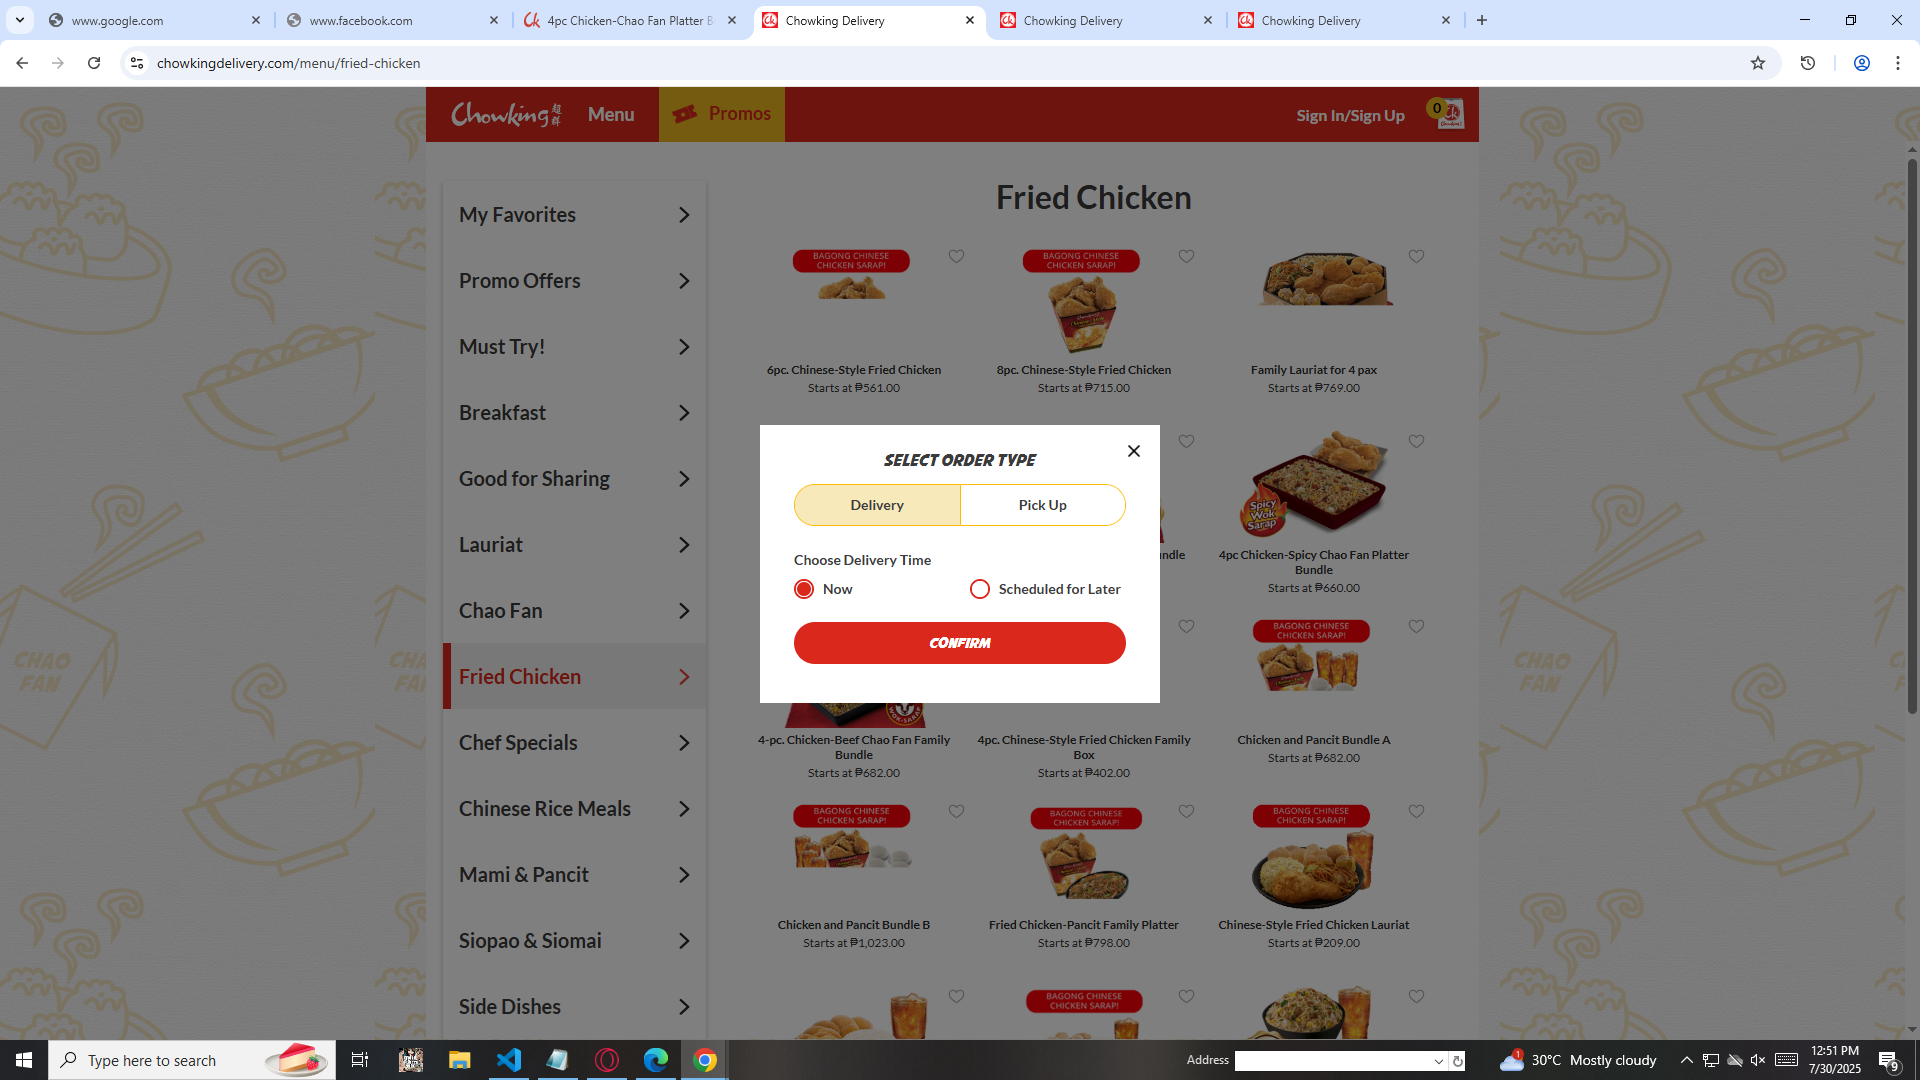 www.google.com
www.facebook.com
4pc Chicken-Chao Fan Platter B
Chowking Delivery
Chowking Delivery
Chowking Delivery
chowkingdelivery.com/menu/fried-chicken
Chowking 超群
Menu
Promos
Sign In/Sign Up
0
My Favorites
Promo Offers
Must Try!
Breakfast
Good for Sharing
Lauriat
Chao Fan
Fried Chicken
Chef Specials
Chinese Rice Meals
Mami & Pancit
Siopao & Siomai
Side Dishes
Fried Chicken
BAGONG CHINESE
CHICKEN SARAP!
6pc. Chinese-Style Fried Chicken
Starts at ₱561.00
BAGONG CHINESE
CHICKEN SARAP!
8pc. Chinese-Style Fried Chicken
Starts at ₱715.00
Family Lauriat for 4 pax
Starts at ₱769.00
SELECT ORDER TYPE
Delivery
Pick Up
Choose Delivery Time
Now
Scheduled for Later
CONFIRM
Spicy
Wok
Sarap
4pc Chicken-Spicy Chao Fan Platter
Bundle
Starts at ₱660.00
WOK-SARAP
4-pc. Chicken-Beef Chao Fan Family
Bundle
Starts at ₱682.00
4pc. Chinese-Style Fried Chicken Family
Box
Starts at ₱402.00
BAGONG CHINESE
CHICKEN SARAP!
Chicken and Pancit Bundle A
Starts at ₱682.00
BAGONG CHINESE
CHICKEN SARAP!
Chicken and Pancit Bundle B
Starts at ₱1,023.00
BAGONG CHINESE
CHICKEN SARAP!
Fried Chicken-Pancit Family Platter
Starts at ₱798.00
BAGONG CHINESE
CHICKEN SARAP!
Chinese-Style Fried Chicken Lauriat
Starts at ₱209.00
BAGONG CHINESE
CHICKEN SARAP!
CHAO
FAN
CHAO
FAN
Type here to search
Address
1
30°C Mostly cloudy
12:51 PM
7/30/2025
9